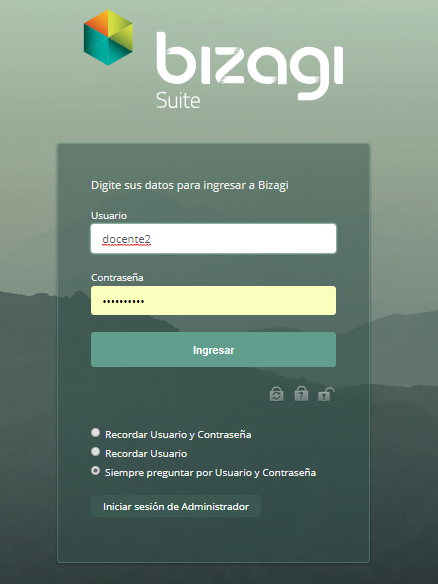 bizagi
Suite
Digite sus datos para ingresar a Bizagi
Usuario
docente2
Contraseña
••••••••••
Ingresar
?
Recordar Usuario y Contraseña
Recordar Usuario
Siempre preguntar por Usuario y Contraseña
Iniciar sesión de Administrador